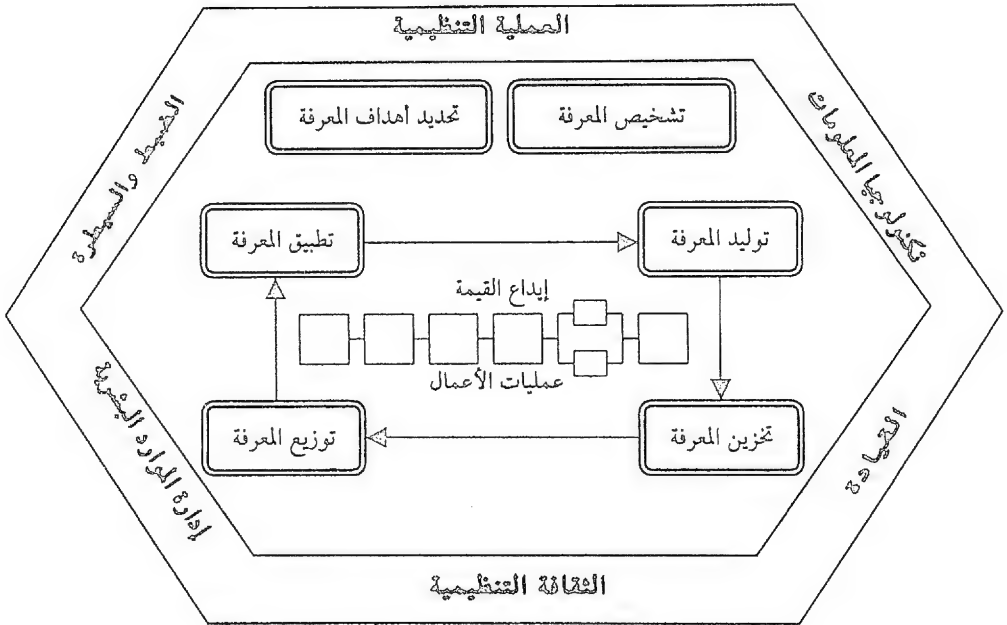 العملية التنظيمية
تشخيص المعرفة
تحديد أهداف المعرفة
تكنولوجيا المعلومات
الضبط والسيطرة
توليد المعرفة
تطبيق المعرفة
إيداع القيمة
عمليات الأعمال
تخزين المعرفة
توزيع المعرفة
القيادة
إدارة الموارد البشرية
الثقافة التنظيمية